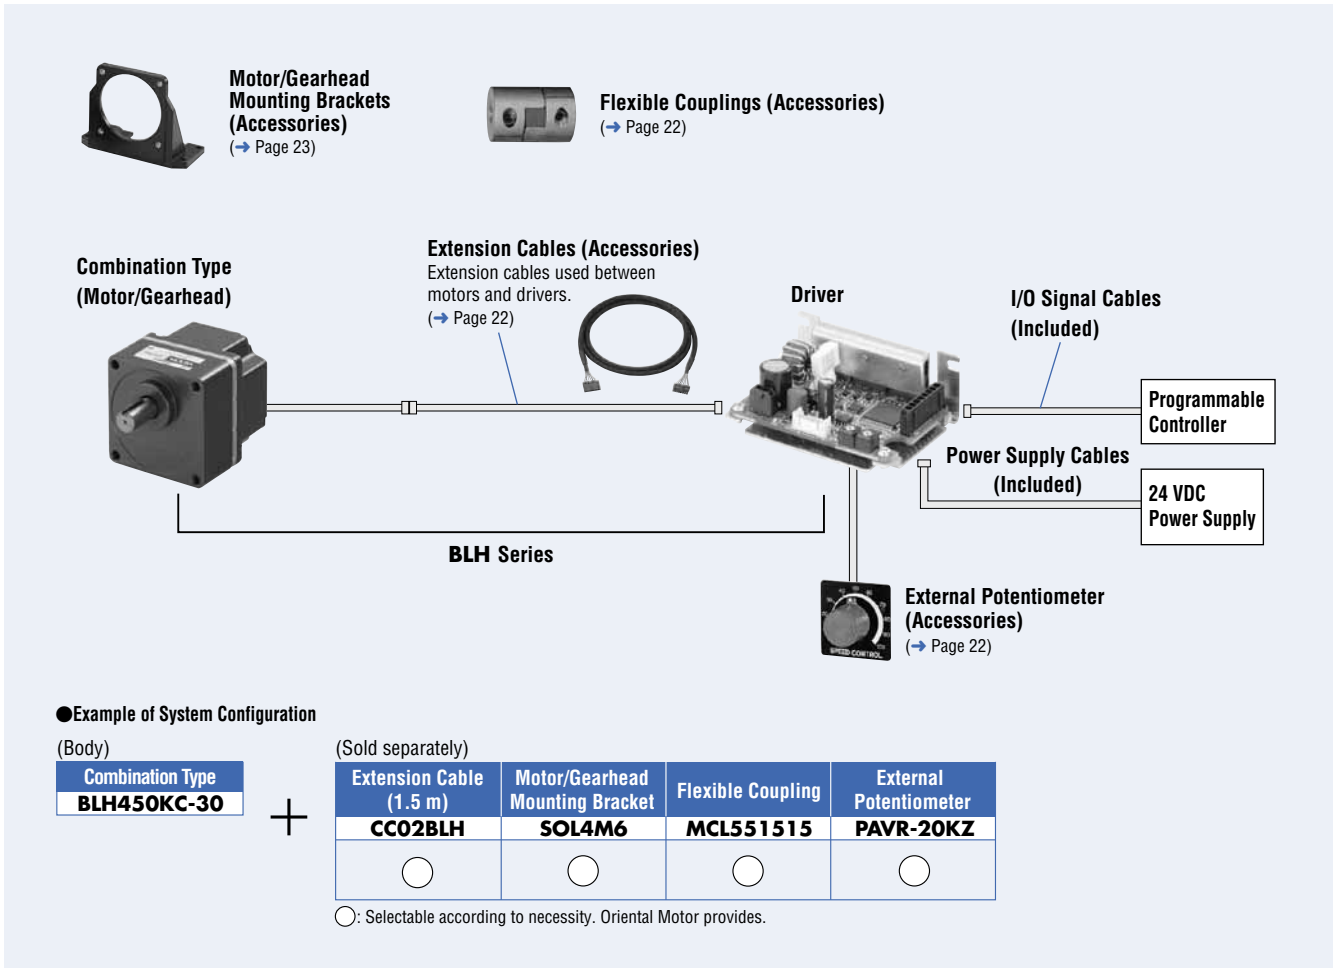 Motor/Gearhead
Mounting Brackets
(Accessories)
(➜ Page 23)
Flexible Couplings (Accessories)
(➜ Page 22)
Combination Type
(Motor/Gearhead)
Extension Cables (Accessories)
Extension cables used between
motors and drivers.
(➜ Page 22)
Driver
I/O Signal Cables
(Included)
Programmable
Controller
Power Supply Cables
(Included)
24 VDC
Power Supply
BLH Series
External Potentiometer
(Accessories)
(➜ Page 22)
SPEED CONTROL
●Example of System Configuration
(Body)
Combination Type
BLH450KC-30
+
(Sold separately)
Extension Cable
(1.5 m)
Motor/Gearhead
Mounting Bracket
Flexible Coupling
External
Potentiometer
CC02BLH
SOL4M6
MCL551515
PAVR-20KZ
○: Selectable according to necessity. Oriental Motor provides.